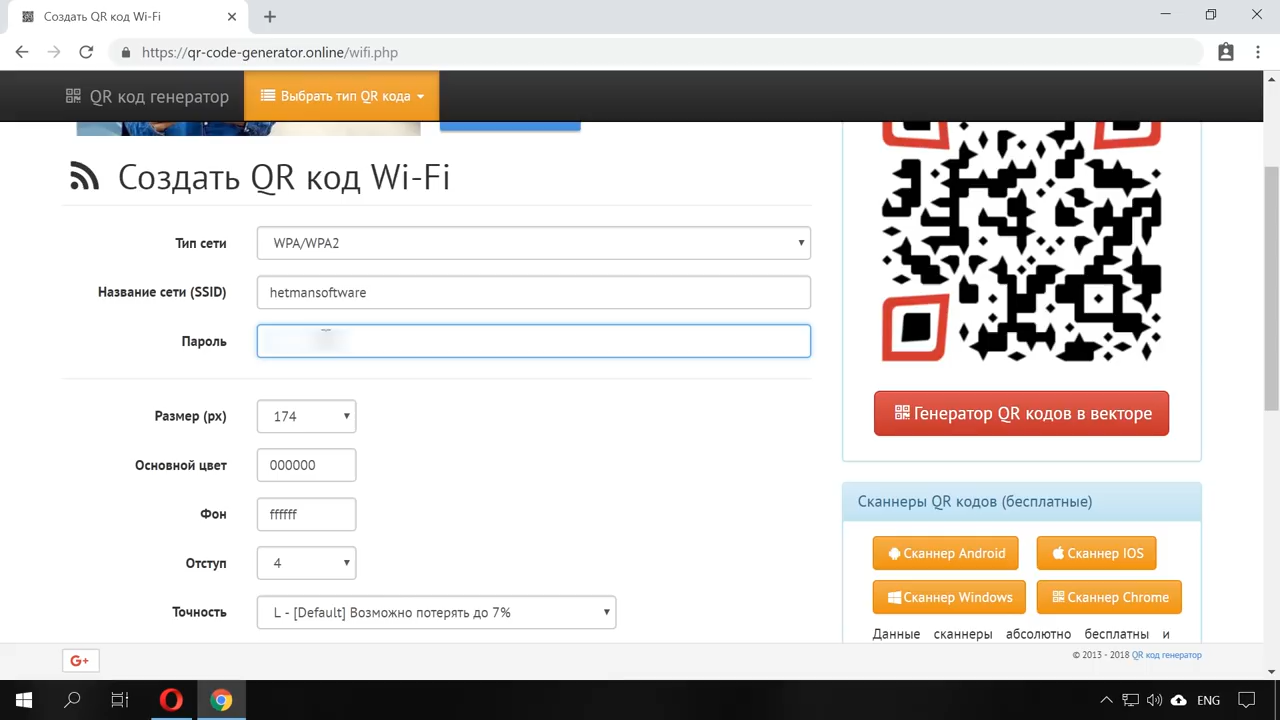 Создать QR код Wi-Fi
https://qr-code-generator.online/wifi.php
QR код генератор
Выбрать тип QR кода
Создать QR код Wi-Fi
Тип сети
WPA/WPA2
Название сети (SSID)
hetmansoftware
Пароль
Размер (px)
174
Основной цвет
000000
Фон
ffffff
Отступ
4
Точность
L - [Default] Возможно потерять до 7%
Генератор QR кодов в векторе
Сканнеры QR кодов (бесплатные)
Сканнер Android
Сканнер IOS
Сканнер Windows
Сканнер Chrome
Данные сканнеры абсолютно бесплатны и
G+
© 2013 - 2018 QR код генератор
ENG